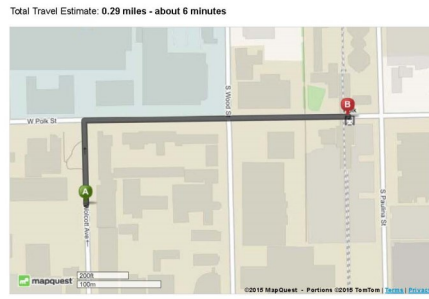 Total Travel Estimate: 0.29 miles - about 6 minutes
W Polk St
S Wood St
B
A
S Paulina St
200ft
100m
mapquest
©2015 MapQuest - Portions ©2015 TomTom | Terms | Privac